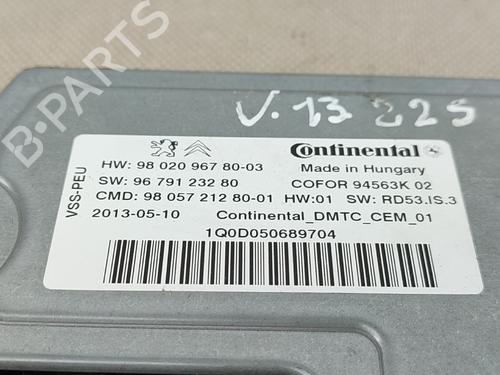 B-PARTS
V.13 225
Continental
HW: 98 020 967 80-03
Made in Hungary
SW: 96 791 232 80
COFOR 94563K 02
CMD: 98 057 212 80-01 HW:01 SW: RD53.IS.3
2013-05-10 Continental_DMTC_CEM_01
1Q0D050689704
VSS-PEU